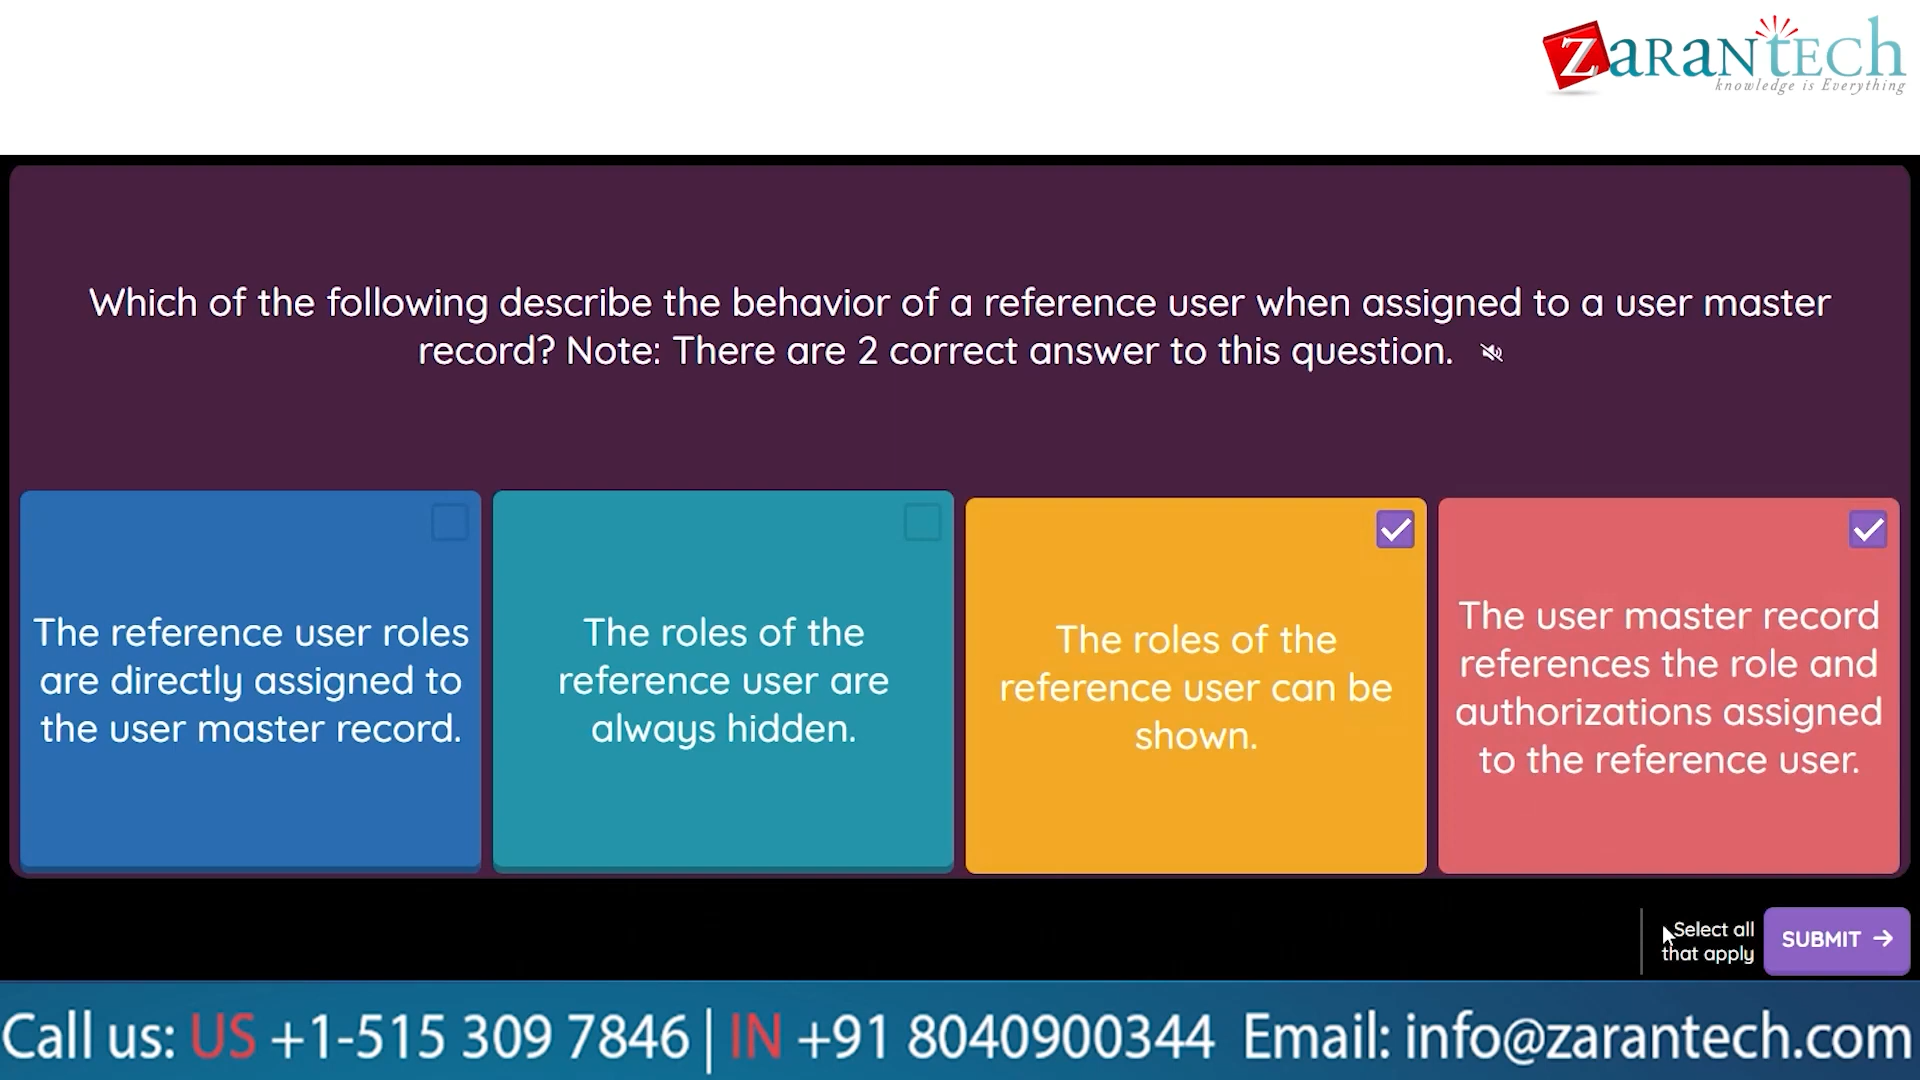 ZARANTECH
knowledge is Everything
Which of the following describe the behavior of a reference user when assigned to a user master
record? Note: There are 2 correct answer to this question.
The reference user roles
are directly assigned to
the user master record.
The roles of the
reference user are
always hidden.
The roles of the
reference user can be
shown.
The user master record
references the role and
authorizations assigned
to the reference user.
Select all
that apply
SUBMIT →
Call us: US +1-515 309 7846 | IN +91 8040900344 Email: info@zarantech.com